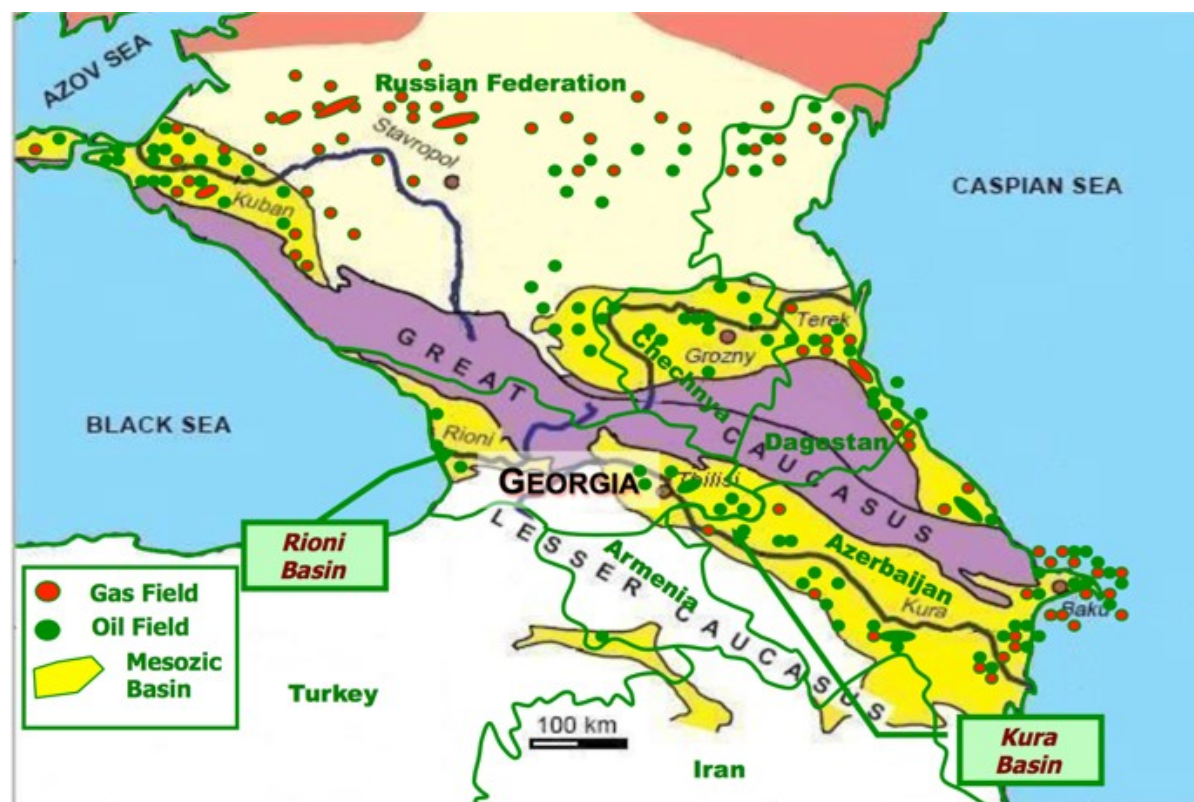 AZOV SEA
Russian Federation
Stavropol
CASPIAN SEA
Kuban
Terek
Grozny
Chechnya
GREAT CAUCASUS
BLACK SEA
Rioni
Dagostan
GEORGIA
Tbilisi
Rioni
Basin
LESSER CAUCASUS
Armenia
Azerbaijan
Kura
Baku
Gas Field
Oil Field
Mesozic
Basin
Turkey
100 km
Iran
Kura
Basin